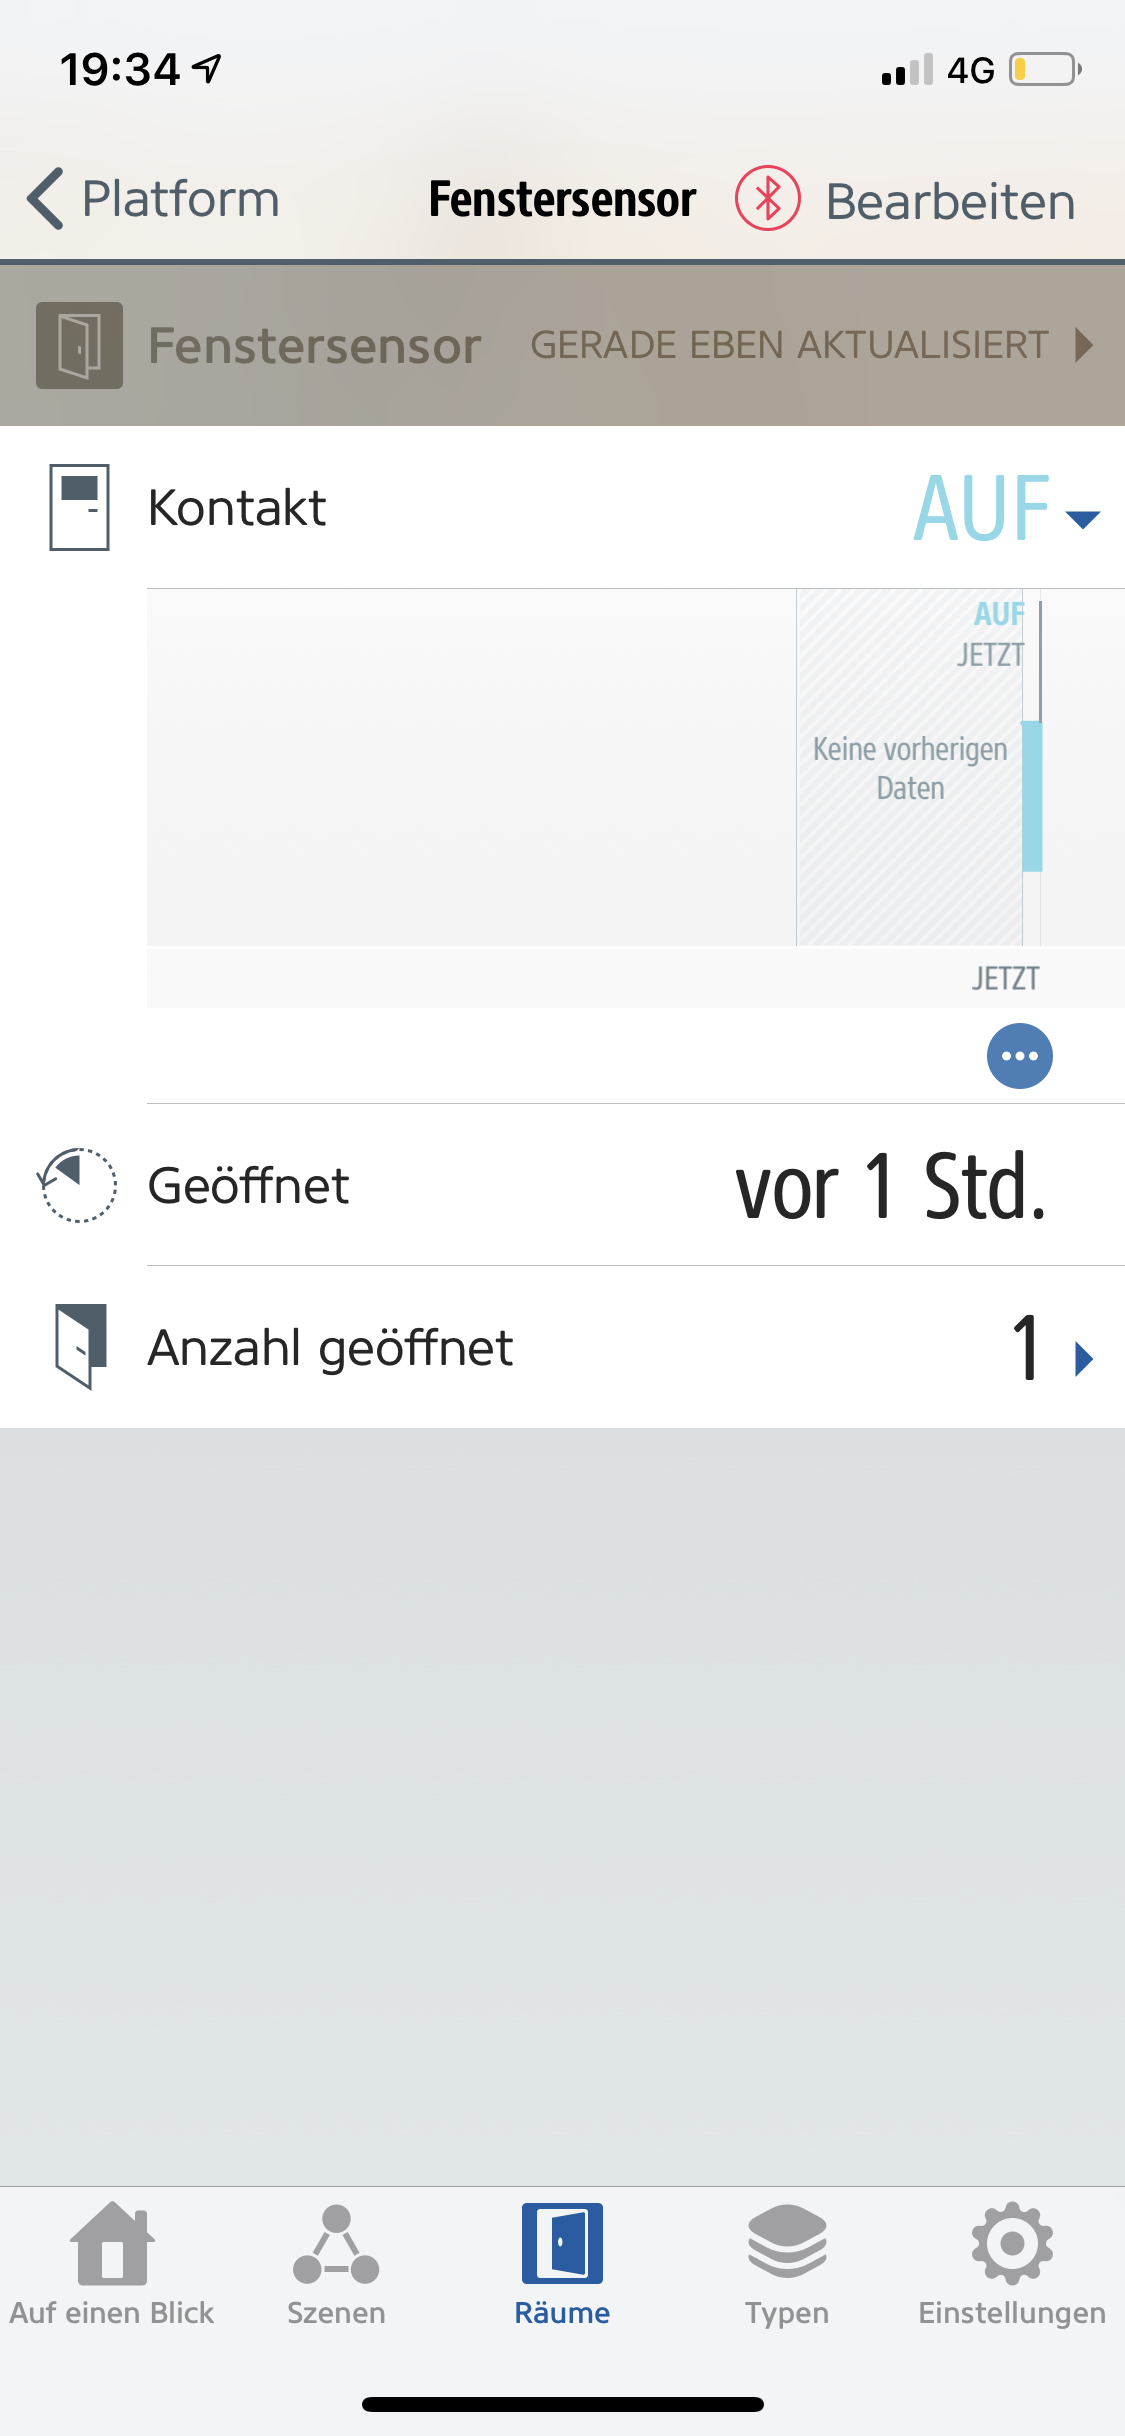 19:34 4G
Platform Fenstersensor Bearbeiten
Fenstersensor GERADE EBEN AKTUALISIERT
Kontakt AUF
AUF
JETZT
Keine vorherigen
Daten
JETZT
Geöffnet vor 1 Std.
Anzahl geöffnet 1
Auf einen Blick Szenen Räume Typen Einstellungen